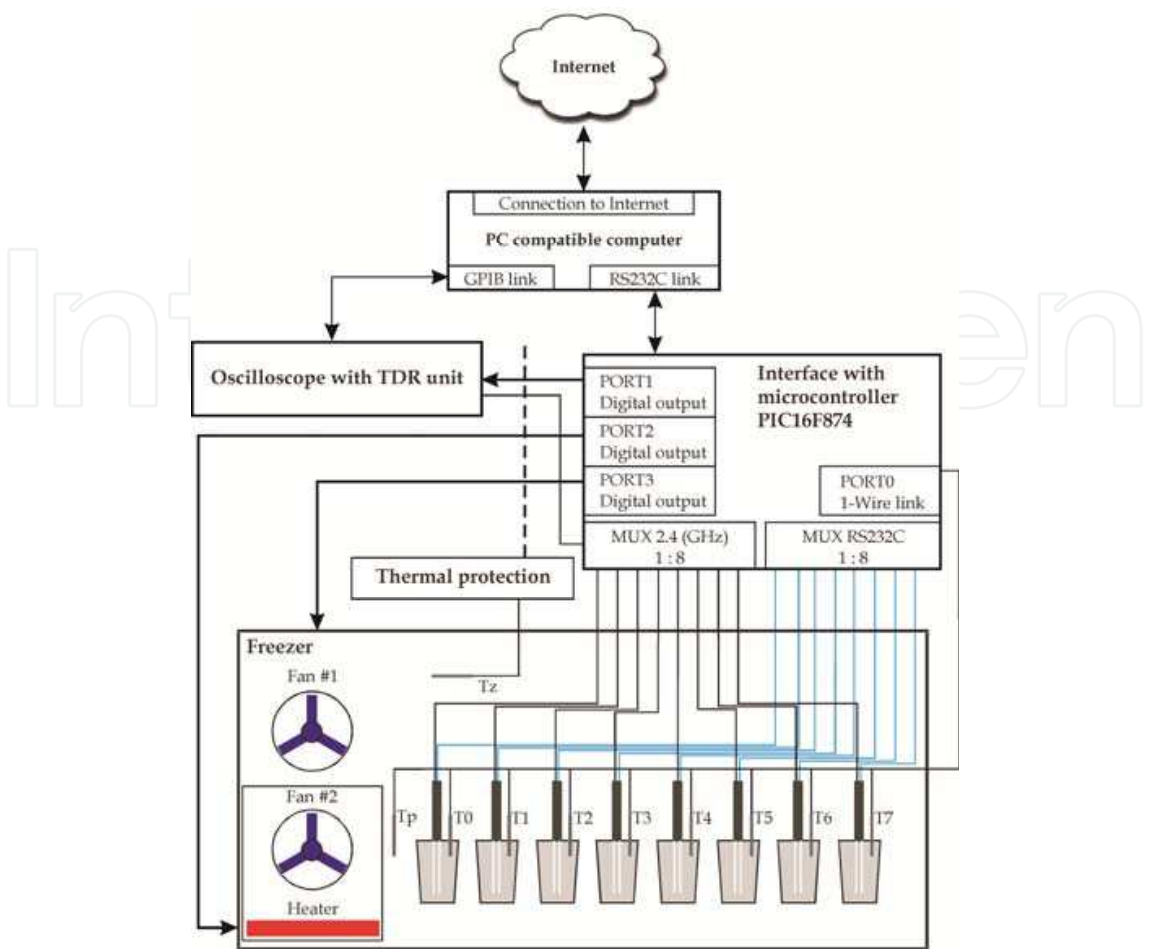 Internet
Connection to Internet
PC compatible computer
GPIB link
RS232C link
Oscilloscope with TDR unit
PORT1
Digital output
PORT2
Digital output
PORT3
Digital output
Interface with
microcontroller
PIC16F874
PORT0
1-Wire link
MUX 2.4 (GHz)
1 : 8
MUX RS232C
1 : 8
Thermal protection
Freezer
Fan #1
Tz
Fan #2
Heater
Tp
T0
T1
T2
T3
T4
T5
T6
T7